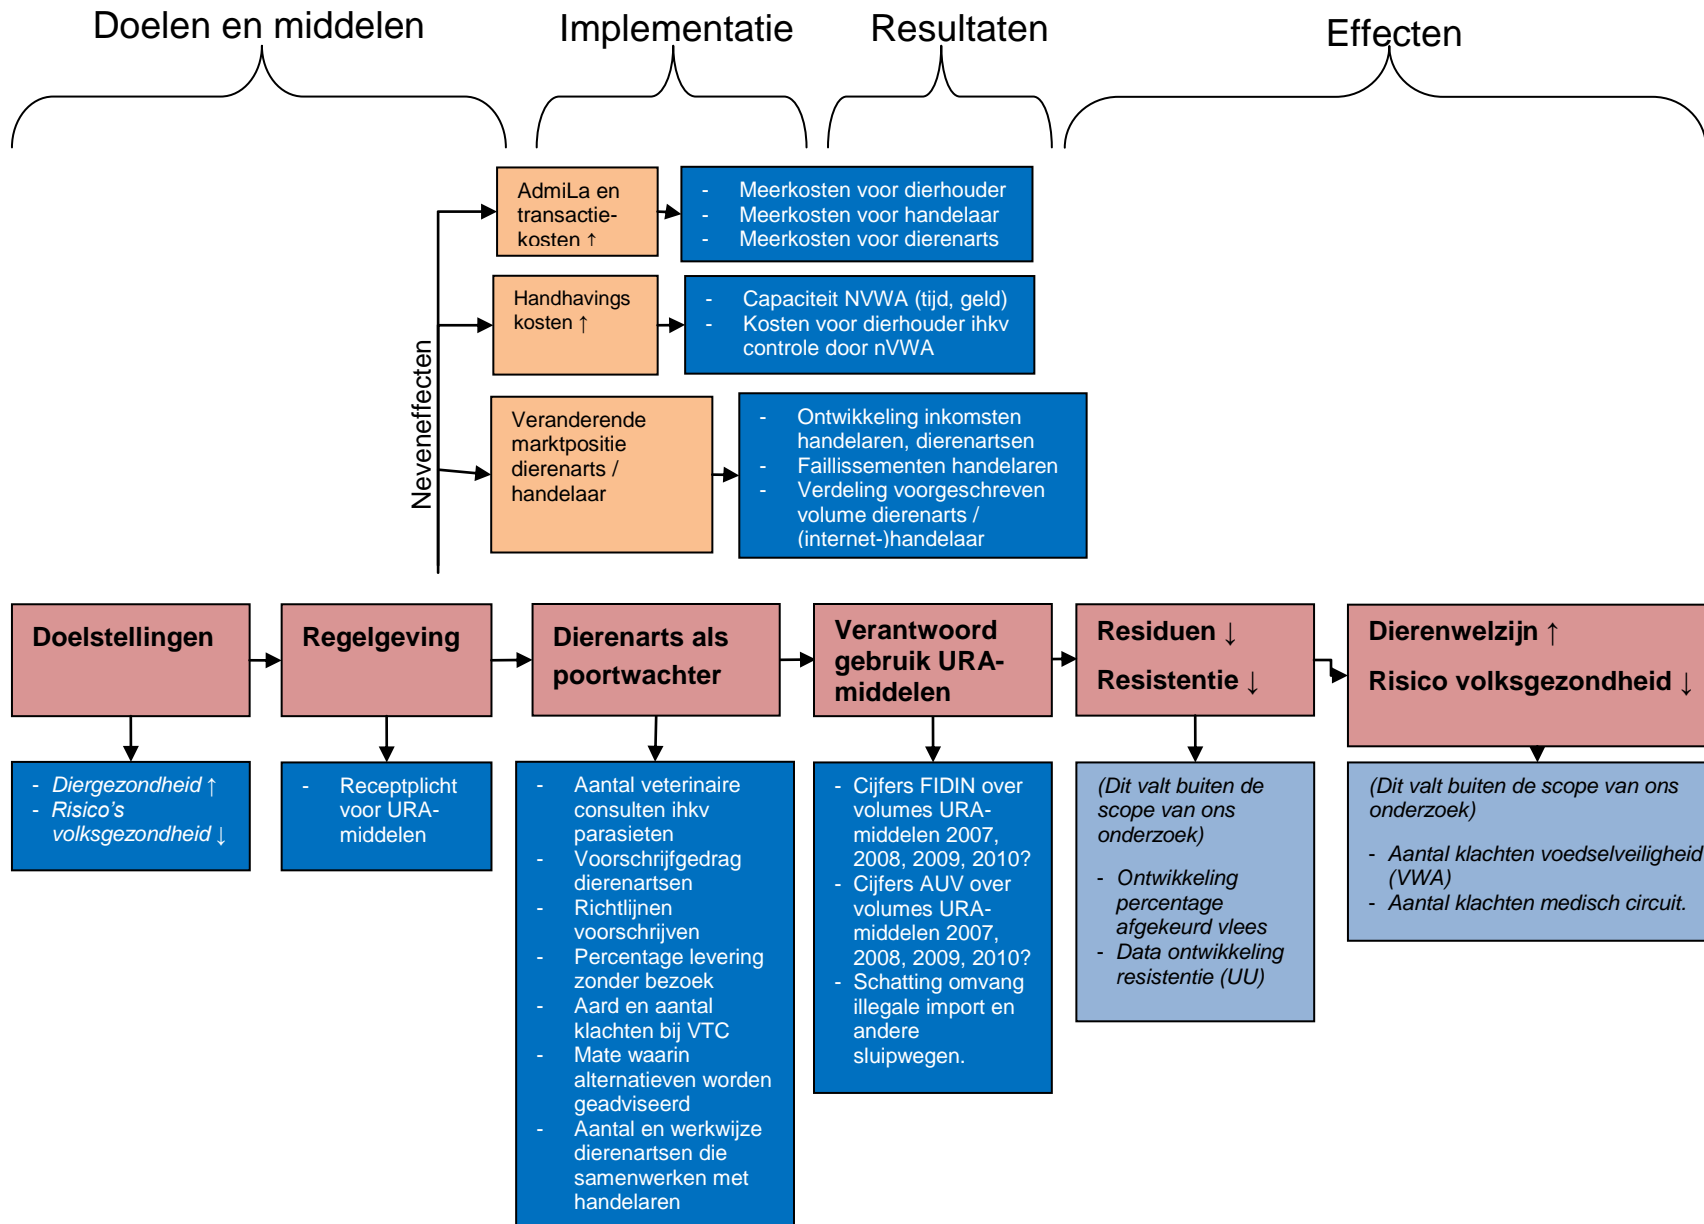 Doelen en middelen
Implementatie
Resultaten
Effecten
Neveneffecten
AdmiLa en
transactie-
kosten ↑
- Meerkosten voor dierhouder
- Meerkosten voor handelaar
- Meerkosten voor dierenarts
Handhavings
kosten ↑
- Capaciteit NVWA (tijd, geld)
- Kosten voor dierhouder ihkv
controle door nVWA
Veranderende
marktpositie
dierenarts /
handelaar
- Ontwikkeling inkomsten
handelaren, dierenartsen
- Faillissementen handelaren
- Verdeling voorgeschreven
volume dierenarts /
(internet-)handelaar
Doelstellingen
Regelgeving
Dierenarts als
poortwachter
Verantwoord
gebruik URA-
middelen
Residuen ↓
Resistentie ↓
Dierenwelzijn ↑
Risico volksgezondheid ↓
- Diergezondheid ↑
- Risico's
volksgezondheid ↓
- Receptplicht
voor URA-
middelen
- Aantal veterinaire
consulten ihkv
parasieten
- Voorschrijfgedrag
dierenartsen
- Richtlijnen
voorschrijven
- Percentage levering
zonder bezoek
- Aard en aantal
klachten bij VTC
- Mate waarin
alternatieven worden
geadviseerd
- Aantal en werkwijze
dierenartsen die
samenwerken met
handelaren
- Cijfers FIDIN over
volumes URA-
middelen 2007,
2008, 2009, 2010?
- Cijfers AUV over
volumes URA-
middelen 2007,
2008, 2009, 2010?
- Schatting omvang
illegale import en
andere
sluipwegen.
(Dit valt buiten de
scope van ons
onderzoek)
- Ontwikkeling
percentage
afgekeurd vlees
- Data ontwikkeling
resistentie (UU)
(Dit valt buiten de scope van ons
onderzoek)
- Aantal klachten voedselveiligheid
(VWA)
- Aantal klachten medisch circuit.